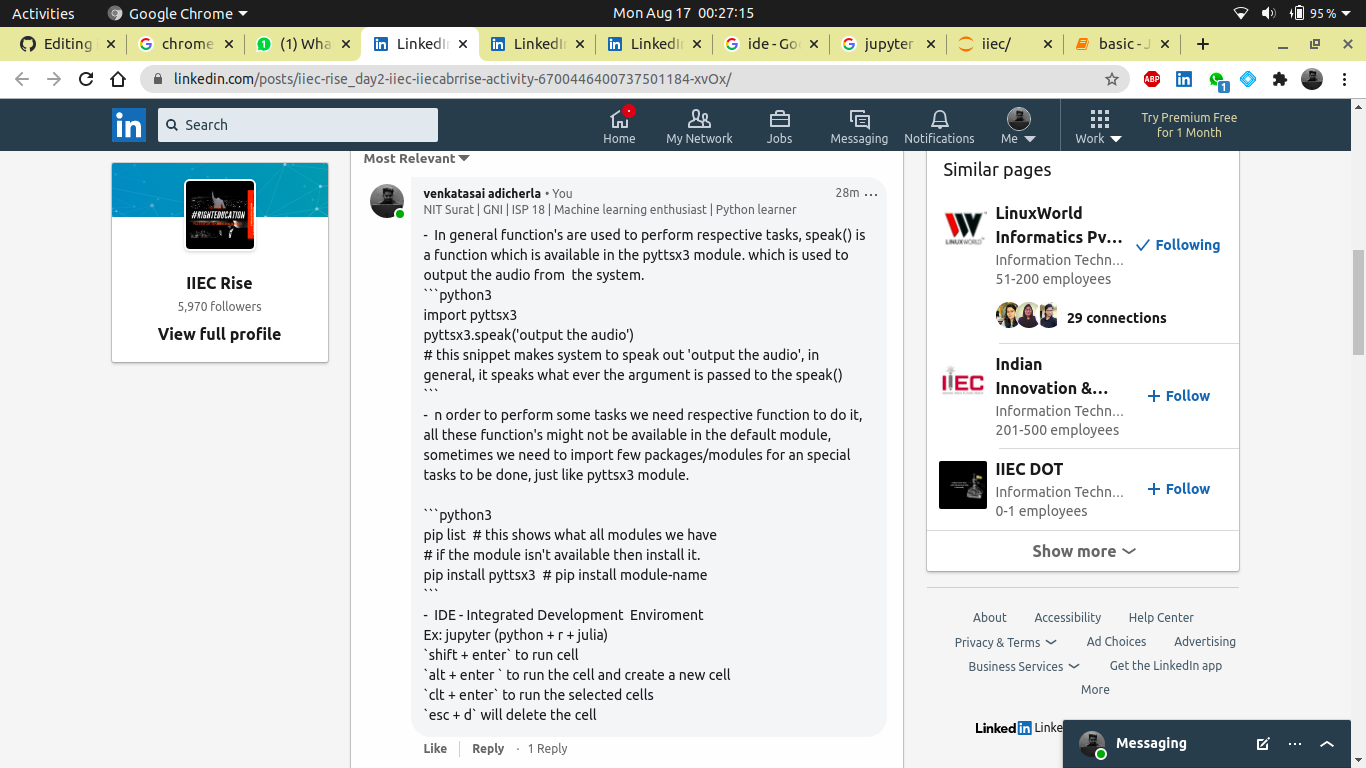 Activities
Google Chrome
Mon Aug 17 00:27:15
95 %
Editing
chrome
(1) Wha
LinkedIn
LinkedIn
LinkedIn
ide - Goo
jupyter
iiec/
basic - J
linkedin.com/posts/iiec-rise_day2-iiec-iiecabrrise-activity-6700446400737501184-xvOx/
ABP
1
in
Search
Home
My Network
Jobs
Messaging
Notifications
Me
Work
Try Premium Free
for 1 Month
#RIGHTEDUCATION
IIEC Rise
5,970 followers
View full profile
Most Relevant
venkatasai adicherla • You
28m
NIT Surat | GNI | ISP 18 | Machine learning enthusiast | Python learner
- In general function's are used to perform respective tasks, speak() is
a function which is available in the pyttsx3 module. which is used to
output the audio from the system.
```python3
import pyttsx3
pyttsx3.speak('output the audio')
# this snippet makes system to speak out 'output the audio', in
general, it speaks what ever the argument is passed to the speak()
```
- n order to perform some tasks we need respective function to do it,
all these function's might not be available in the default module,
sometimes we need to import few packages/modules for an special
tasks to be done, just like pyttsx3 module.
```python3
pip list # this shows what all modules we have
# if the module isn't available then install it.
pip install pyttsx3 # pip install module-name
```
- IDE - Integrated Development Enviroment
Ex: jupyter (python + r + julia)
`shift + enter` to run cell
`alt + enter ` to run the cell and create a new cell
`clt + enter` to run the selected cells
`esc + d` will delete the cell
Like
Reply
· 1 Reply
Similar pages
LINUXWORLD
LinuxWorld
Informatics Pv...
Information Techn...
51-200 employees
Following
29 connections
IIEC
Indian
Innovation &...
Information Techn...
201-500 employees
+ Follow
IIEC DOT
Information Techn...
0-1 employees
+ Follow
Show more
About
Accessibility
Help Center
Privacy & Terms
Ad Choices
Advertising
Business Services
Get the LinkedIn app
More
Linked in Linke
Messaging